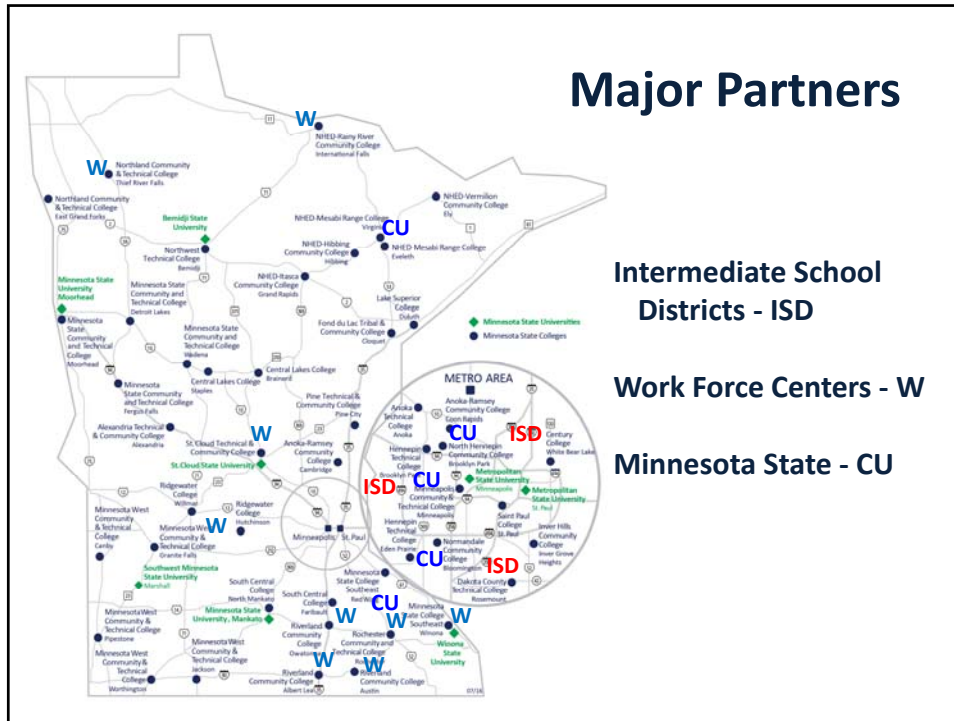 Major Partners
W
NHED-Rainy River
Community College
International Falls
W
Northland Community
& Technical College
Thief River Falls
Northland Community
& Technical College
East Grand Forks
NHED-Vermilion
Community College
Ely
Bemidji State
University
NHED-Mesabi Range College
Virginia
CU
NHED-Hibbing
Community College
Hibbing
NHED-Mesabi Range College
Eveleth
Northwest
Technical College
Bemidji
NHED-Itasca
Community College
Grand Rapids
Minnesota State
University
Moorhead
Minnesota State
Community and
Technical College
Detroit Lakes
Lake Superior
College
Duluth
Minnesota
State
Community
and Technical
College
Moorhead
Minnesota State
Community and
Technical College
Wadena
Fond du Lac Tribal &
Community College
Cloquet
Minnesota State Universities
Minnesota State Colleges
Intermediate School
Districts - ISD
Work Force Centers - W
Minnesota State - CU
Central Lakes College
Staples
Central Lakes College
Brainerd
Minnesota
State Community
and Technical College
Fergus Falls
Pine Technical &
Community College
Pine City
Alexandria Technical
& Community College
Alexandria
W
St. Cloud Technical &
Community College
St. Cloud State University
Anoka-Ramsey
Community College
Cambridge
METRO AREA
Anoka-Ramsey
Community College
Coon Rapids
Anoka
Technical
College
Anoka
CU
ISD
Century
College
White Bear Lake
Hennepin
Technical
College
Brooklyn Park
North Hennepin
Community College
Brooklyn Park
ISD
CU
Metropolitan
State University
Minneapolis
Minneapolis
Community &
Technical College
Minneapolis
Metropolitan
State University
St. Paul
Saint Paul
College
St. Paul
Hennepin
Technical
College
Eden Prairie
CU
Normandale
Community
College
Bloomington
ISD
Inver Hills
Community
College
Inver Grove
Heights
Dakota County
Technical College
Rosemount
Ridgewater
College
Willmar
W
Ridgewater
College
Hutchinson
Minneapolis
St. Paul
Minnesota West
Community
& Technical
College
Canby
Minnesota West
Community &
Technical College
Granite Falls
Southwest Minnesota
State University
Marshall
South Central
College
North Mankato
Minnesota State
University, Mankato
South Central
College
Faribault
W
Minnesota
State College
Southeast
Red Wing
CU
W
Minnesota
State College
Southeast
Winona
W
Winona
State
University
Minnesota West
Community &
Technical College
Pipestone
Minnesota West
Community &
Technical
College
Worthington
Minnesota West
Community &
Technical College
Jackson
Riverland
Community
College
Owatonna
Rochester
Community and
Technical College
W
Riverland
Community College
Albert Lea
W
Riverland
Community College
Austin
07/16